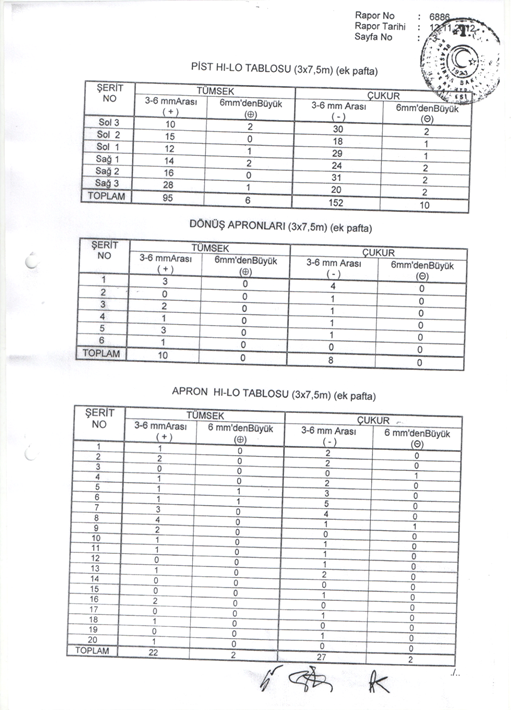 Rapor No : 6886
Rapor Tarihi : 12.11.2012
Sayfa No :
PİST HI-LO TABLOSU (3x7,5m) (ek pafta)
ŞERİT NO TÜMSEK ÇUKUR
3-6 mmArası (+) 6mm'denBüyük (⊕) 3-6 mm Arası (-) 6mm'denBüyük (Θ)
Sol 3 10 2 30 2
Sol 2 15 0 18 1
Sol 1 12 1 29 1
Sağ 1 14 2 24 2
Sağ 2 16 0 31 2
Sağ 3 28 1 20 2
TOPLAM 95 6 152 10
DÖNÜŞ APRONLARI (3x7,5m) (ek pafta)
ŞERİT NO TÜMSEK ÇUKUR
3-6 mmArası (+) 6mm'denBüyük (⊕) 3-6 mm Arası (-) 6mm'denBüyük (Θ)
1 3 0 4 0
2 0 0 1 0
3 2 0 1 0
4 1 0 1 0
5 3 0 1 0
6 1 0 0 0
TOPLAM 10 0 8 0
APRON HI-LO TABLOSU (3x7,5m) (ek pafta)
ŞERİT NO TÜMSEK ÇUKUR
3-6 mmArası (+) 6 mm'denBüyük (⊕) 3-6 mm Arası (-) 6 mm'denBüyük (Θ)
1 1 0 2 0
2 2 0 2 0
3 0 0 0 1
4 1 0 2 0
5 1 1 3 0
6 1 1 5 0
7 3 0 4 0
8 4 0 1 1
9 2 0 0 0
10 1 0 1 0
11 1 0 1 0
12 0 0 1 0
13 1 0 2 0
14 0 0 0 0
15 0 0 1 0
16 2 0 0 0
17 0 0 1 0
18 1 0 0 0
19 0 0 1 0
20 1 0 0 0
TOPLAM 22 2 27 2
./..